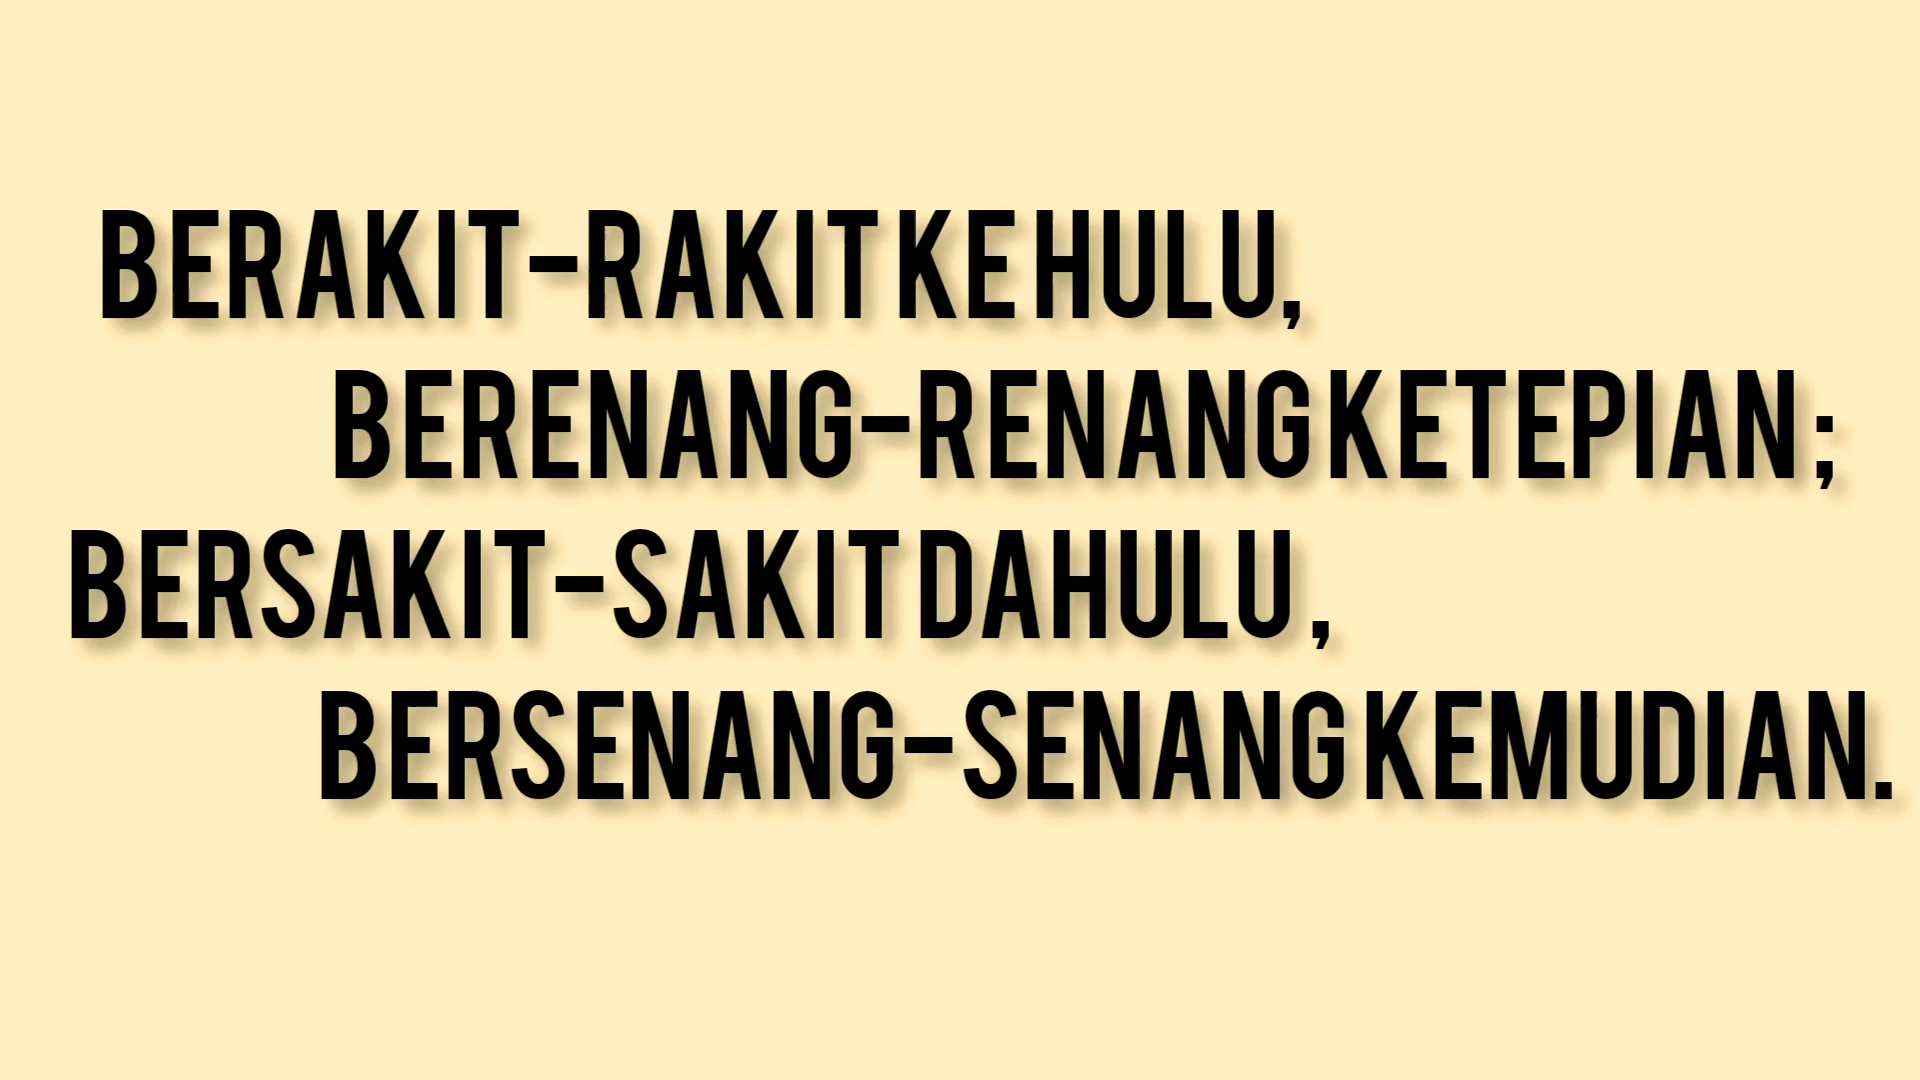 BERAKIT-RAKIT KE HULU,
BERENANG-RENANG KETEPIAN ;
BERSAKIT-SAKIT DAHULU ,
BERSENANG-SENANG KEMUDIAN.